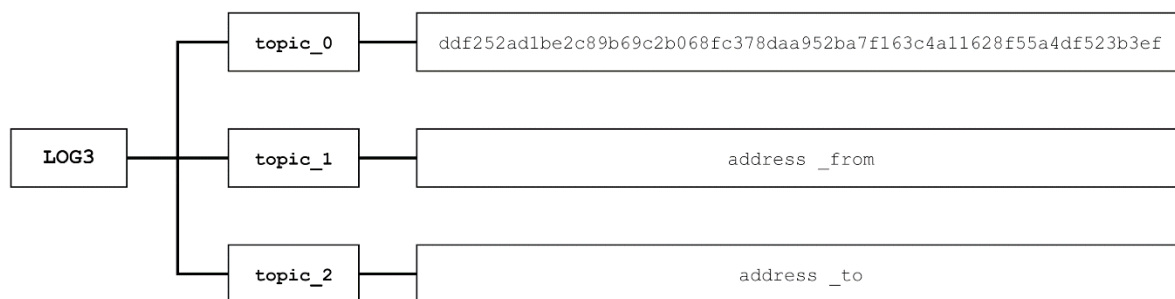 topic_0
ddf252ad1be2c89b69c2b068fc378daa952ba7f163c4a11628f55a4df523b3ef
LOG3
topic_1
address _from
topic_2
address _to